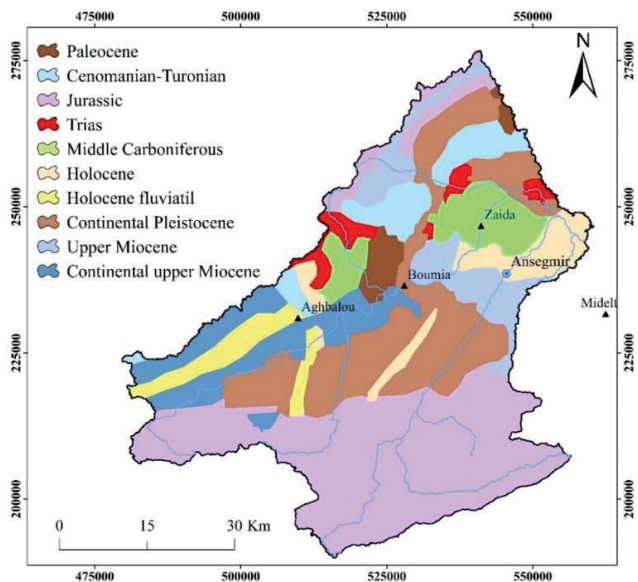 475000 500000 525000 550000
275000 275000
N
Paleocene
Cenomanian-Turonian
Jurassic
Trias
Middle Carboniferous
Holocene
Holocene fluviatil
Continental Pleistocene
Upper Miocene
Continental upper Miocene
250000 250000
Zaida
Ansegmir
Boumia
Midelt
Aghbalou
225000 225000
200000 200000
0 15 30 Km
475000 500000 525000 550000